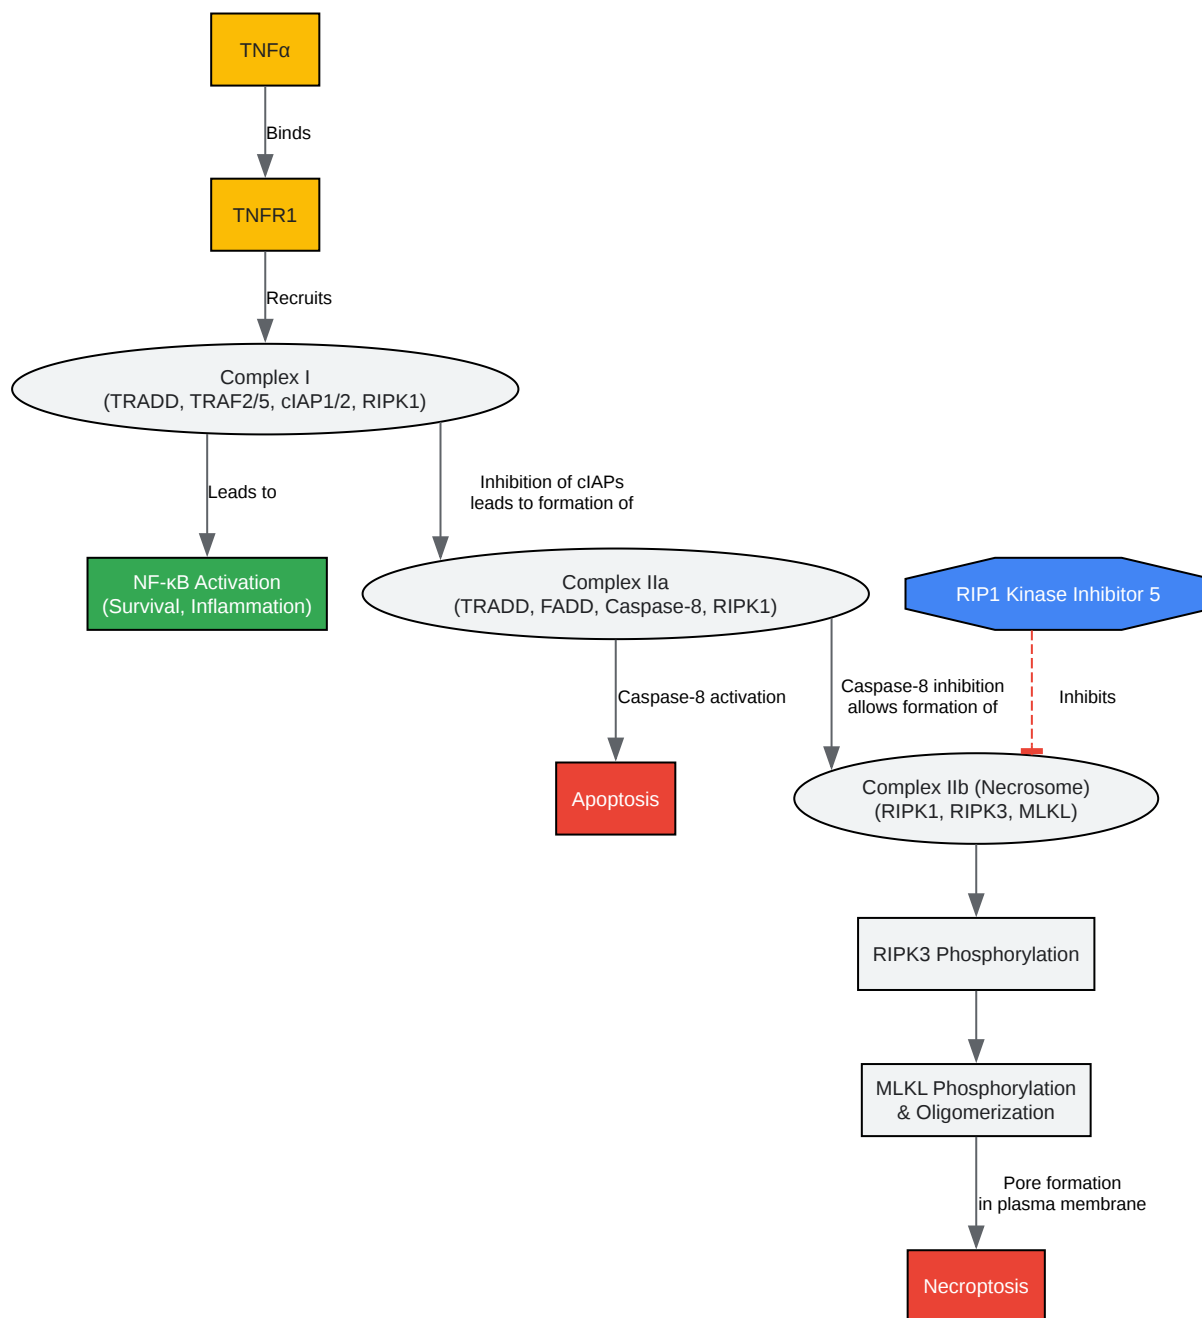 TNFα
Binds
TNFR1
Recruits
Complex I
(TRADD, TRAF2/5, cIAP1/2, RIPK1)
Leads to
Inhibition of cIAPs
leads to formation of
NF-κB Activation
(Survival, Inflammation)
Complex IIa
(TRADD, FADD, Caspase-8, RIPK1)
RIP1 Kinase Inhibitor 5
Caspase-8 activation
Caspase-8 inhibition
allows formation of
Inhibits
Apoptosis
Complex IIb (Necrosome)
(RIPK1, RIPK3, MLKL)
RIPK3 Phosphorylation
MLKL Phosphorylation
& Oligomerization
Pore formation
in plasma membrane
Necroptosis